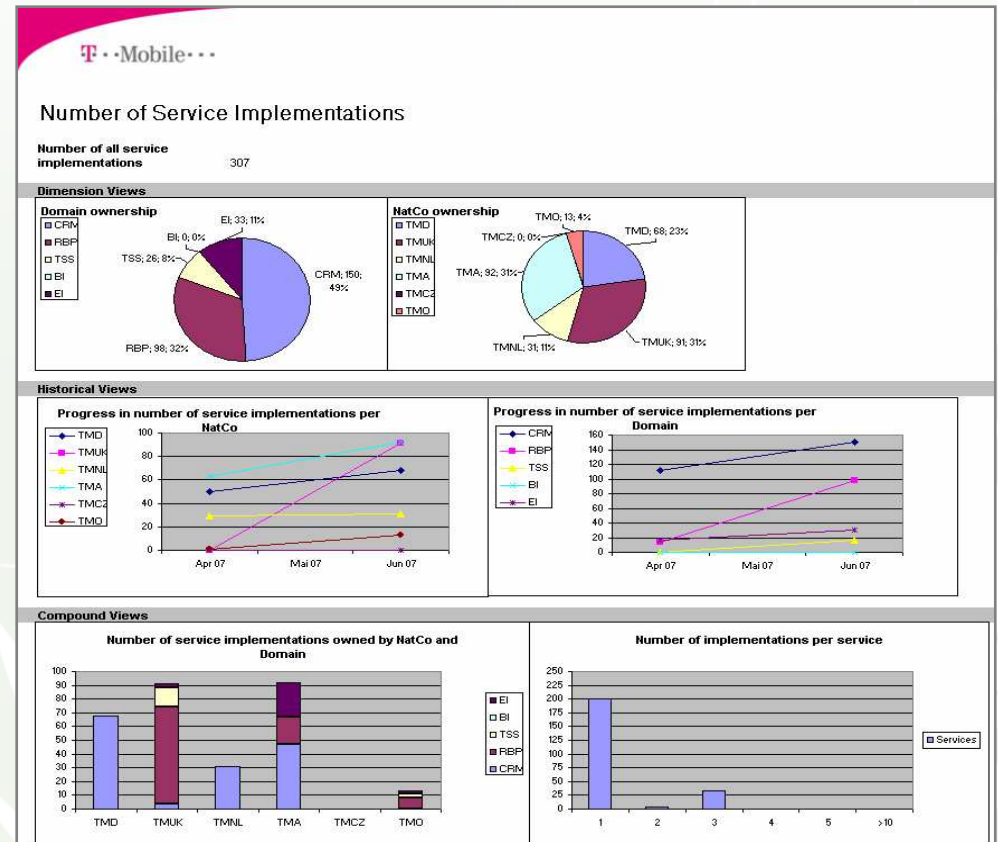 T··Mobile···
Number of Service Implementations
Number of all service
implementations 307
Dimension Views
Domain ownership
CRM
RBP
TSS
BI
EI
EI; 33; 11%
BI; 0; 0%
TSS; 26; 8%
CRM; 150;
49%
RBP; 98; 32%
NatCo ownership
TMD
TMUK
TMNL
TMA
TMCZ
TMO
TMO; 13; 4%
TMCZ; 0; 0%
TMD; 68; 23%
TMA; 92; 31%
TMNL; 31; 11%
TMUK; 91; 31%
Historical Views
Progress in number of service implementations per
NatCo
TMD
TMUK
TMNL
TMA
TMCZ
TMO
100
80
60
40
20
0
Apr 07 Mai 07 Jun 07
Progress in number of service implementations per
Domain
CRM
RBP
TSS
BI
EI
160
140
120
100
80
60
40
20
0
Apr 07 Mai 07 Jun 07
Compound Views
Number of service implementations owned by NatCo and
Domain
100
90
80
70
60
50
40
30
20
10
0
TMD TMUK TMNL TMA TMCZ TMO
EI
BI
TSS
RBP
CRM
Number of implementations per service
250
225
200
175
150
125
100
75
50
25
0
1 2 3 4 5 >10
Services